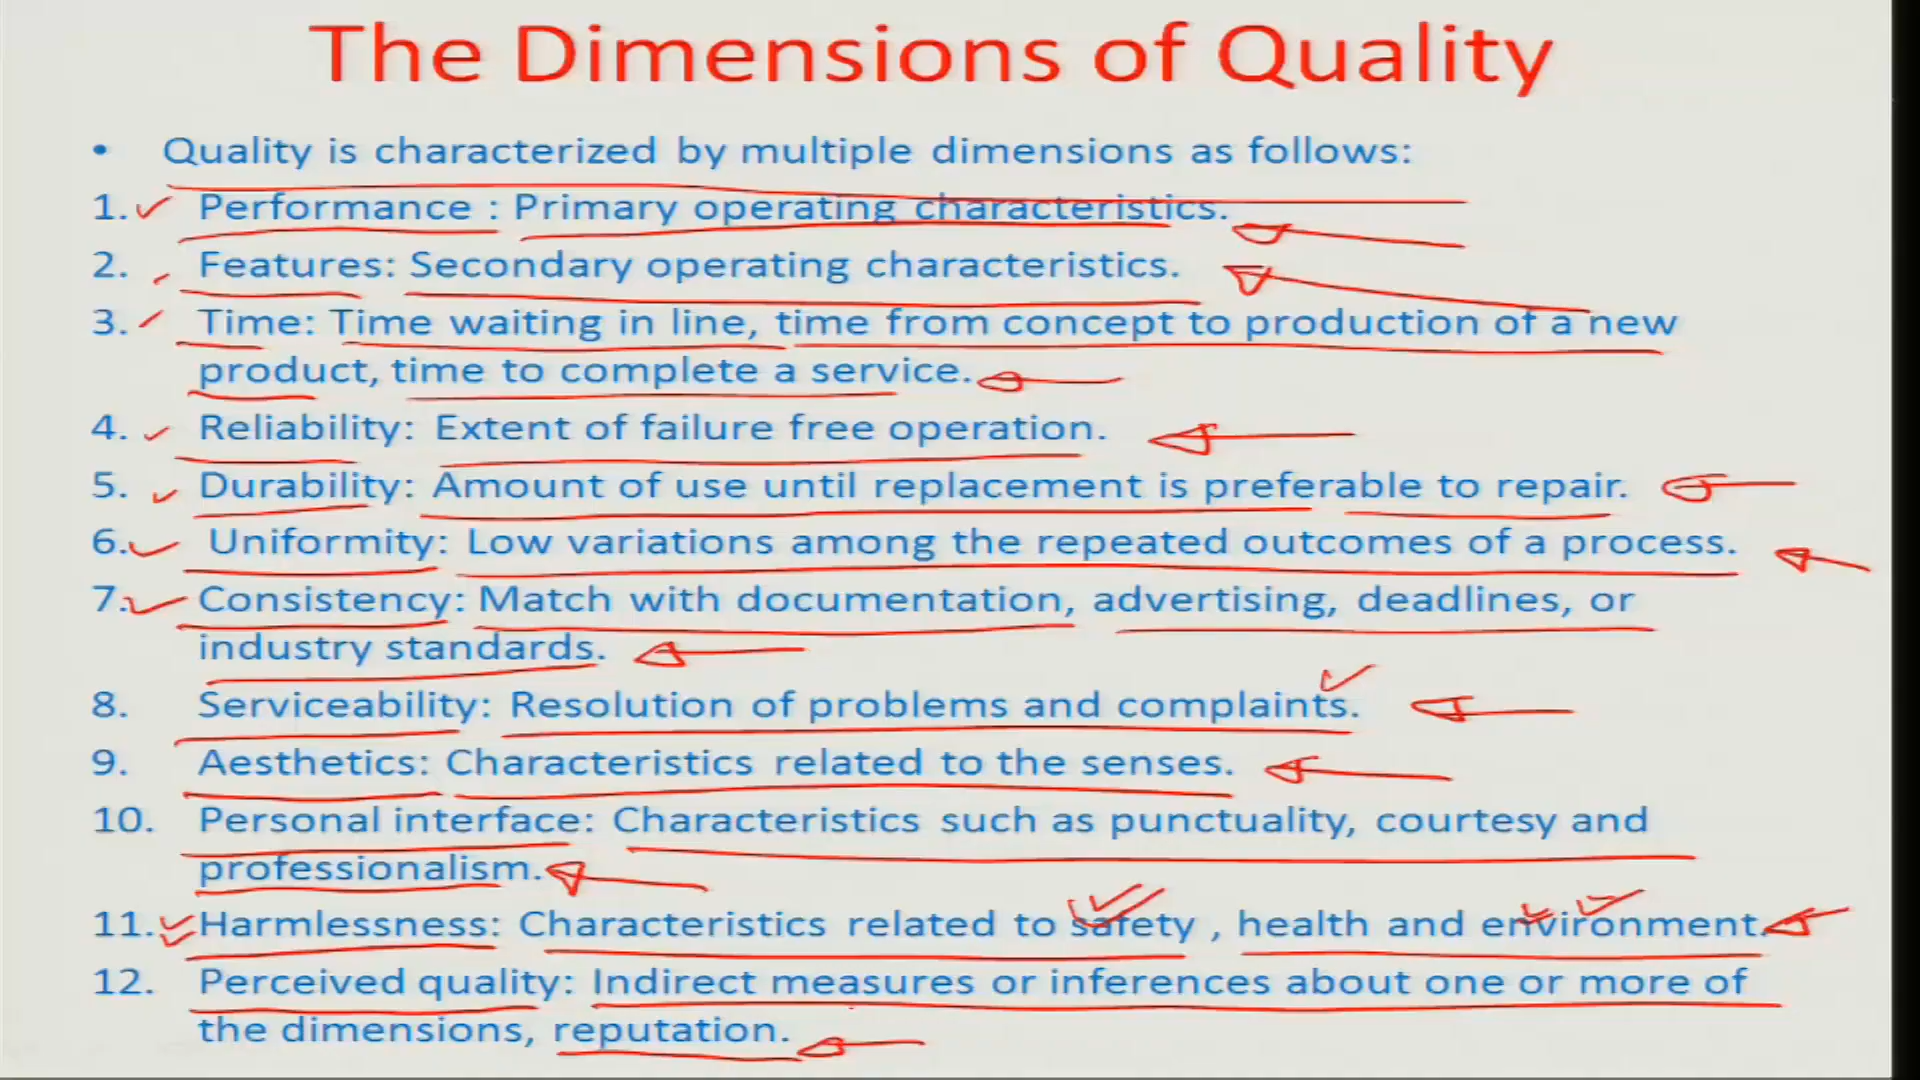 The Dimensions of Quality
• Quality is characterized by multiple dimensions as follows:
1. Performance : Primary operating characteristics.
2. Features: Secondary operating characteristics.
3. Time: Time waiting in line, time from concept to production of a new
product, time to complete a service.
4. Reliability: Extent of failure free operation.
5. Durability: Amount of use until replacement is preferable to repair.
6. Uniformity: Low variations among the repeated outcomes of a process.
7. Consistency: Match with documentation, advertising, deadlines, or
industry standards.
8. Serviceability: Resolution of problems and complaints.
9. Aesthetics: Characteristics related to the senses.
10. Personal interface: Characteristics such as punctuality, courtesy and
professionalism.
11. Harmlessness: Characteristics related to safety , health and environment.
12. Perceived quality: Indirect measures or inferences about one or more of
the dimensions, reputation.